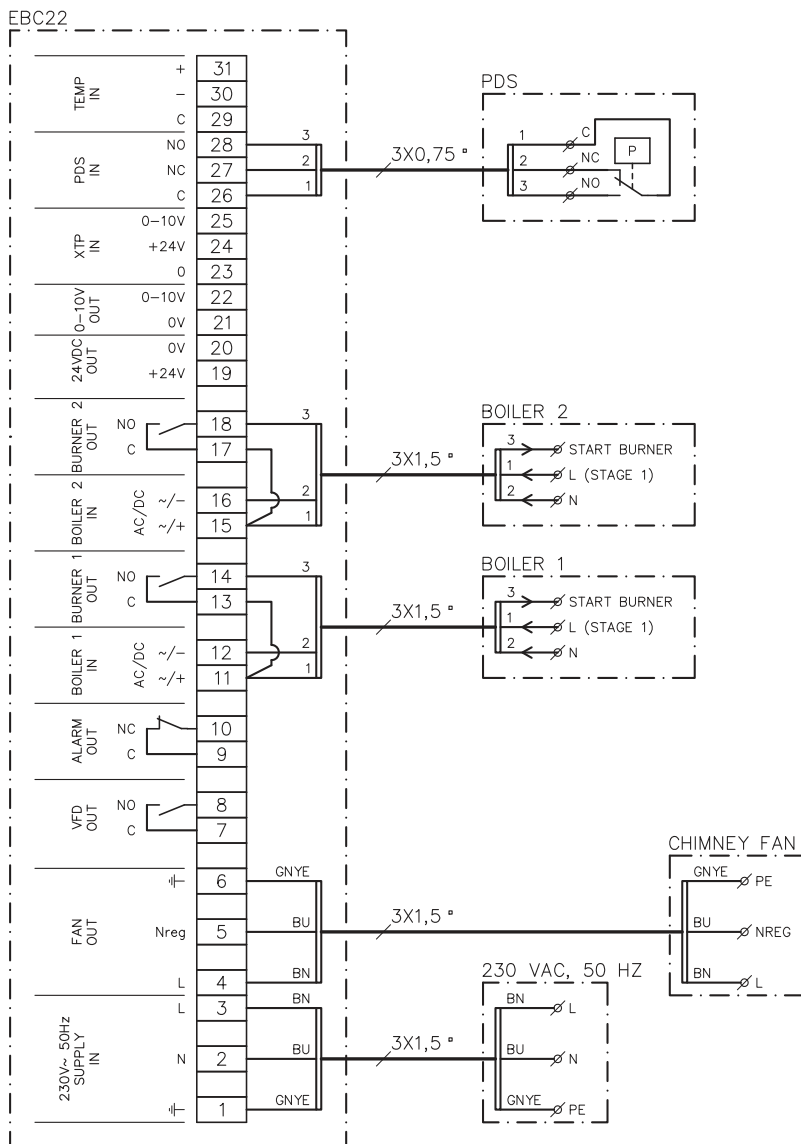 EBC22
TEMP IN
+ 31
- 30
C 29
PDS IN
NO 28 3
NC 27 2
C 26 1
3X0,75 ▫
PDS
1 C
2 NC
3 NO
P
XTP IN
0-10V 25
+24V 24
0 23
0-10V OUT
0-10V 22
0V 21
24VDC OUT
0V 20
+24V 19
BURNER 2 OUT
NO 18 3
C 17
BOILER 2 IN
AC/DC
~/- 16 2
~/+ 15 1
3X1,5 ▫
BOILER 2
3 START BURNER
1 L (STAGE 1)
2 N
BURNER 1 OUT
NO 14 3
C 13
BOILER 1 IN
AC/DC
~/- 12 2
~/+ 11 1
3X1,5 ▫
BOILER 1
3 START BURNER
1 L (STAGE 1)
2 N
ALARM OUT
NC 10
C 9
VFD OUT
NO 8
C 7
FAN OUT
6 GNYE
Nreg 5 BU
L 4 BN
3X1,5 ▫
CHIMNEY FAN
GNYE PE
BU NREG
BN L
230V~ 50Hz SUPPLY IN
L 3 BN
N 2 BU
1 GNYE
3X1,5 ▫
230 VAC, 50 HZ
BN L
BU N
GNYE PE